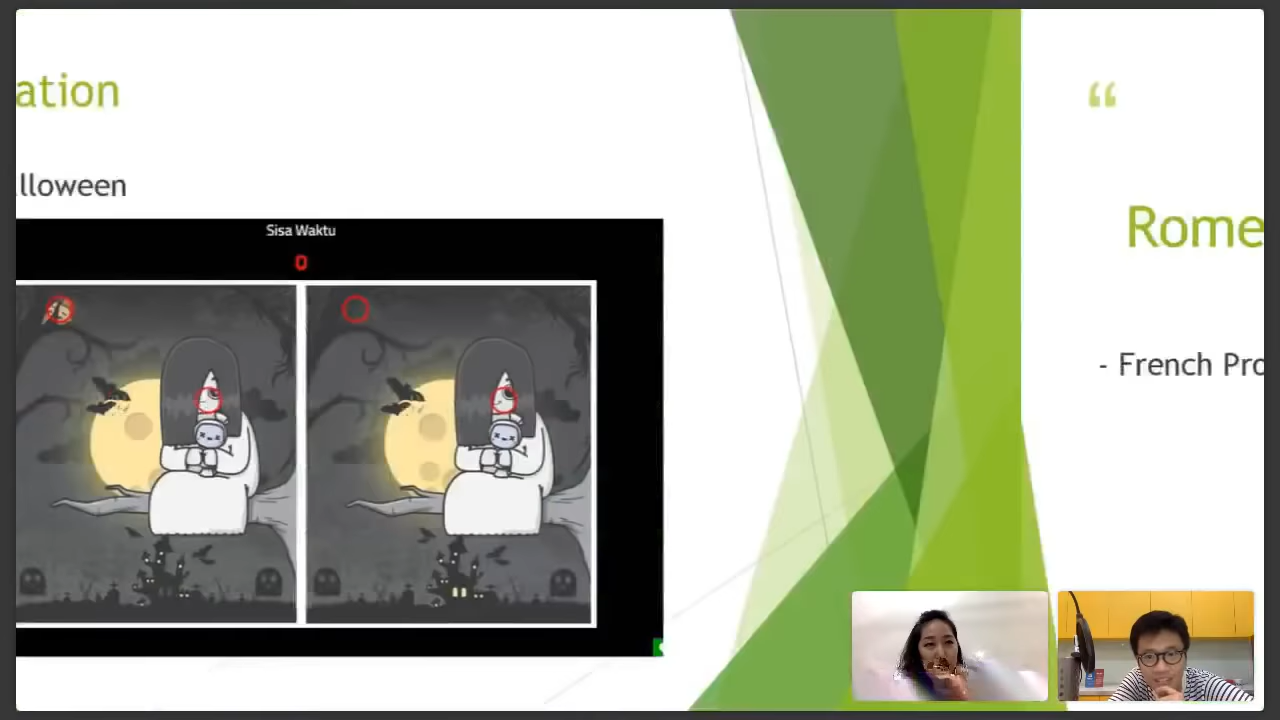 ation
lloween
Sisa Waktu
0
“
Rome
- French Pro